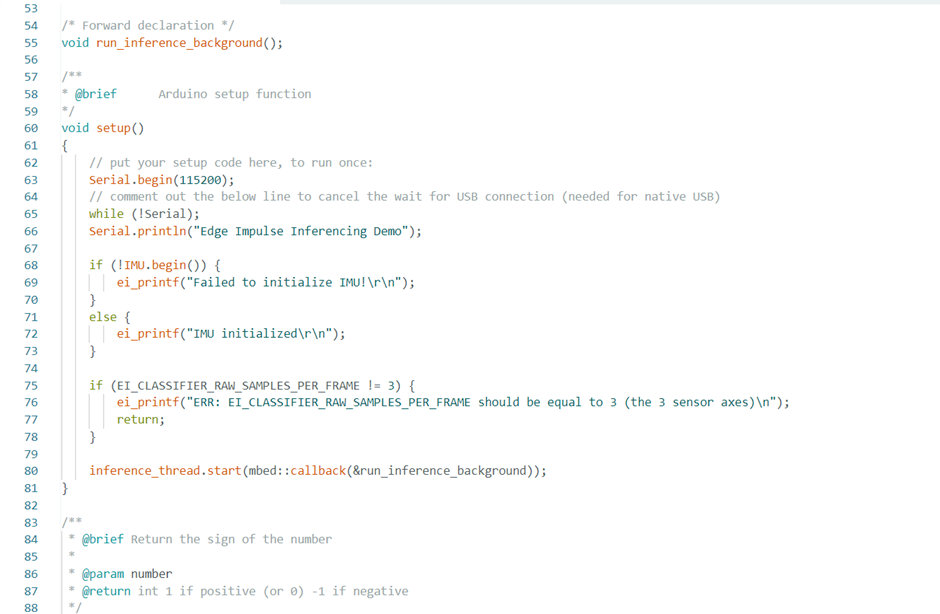 53
54 /* Forward declaration */
55 void run_inference_background();
56
57 /**
58 * @brief      Arduino setup function
59 */
60 void setup()
61 {
62     // put your setup code here, to run once:
63     Serial.begin(115200);
64     // comment out the below line to cancel the wait for USB connection (needed for native USB)
65     while (!Serial);
66     Serial.println("Edge Impulse Inferencing Demo");
67
68     if (!IMU.begin()) {
69         ei_printf("Failed to initialize IMU!\r\n");
70     }
71     else {
72         ei_printf("IMU initialized\r\n");
73     }
74
75     if (EI_CLASSIFIER_RAW_SAMPLES_PER_FRAME != 3) {
76         ei_printf("ERR: EI_CLASSIFIER_RAW_SAMPLES_PER_FRAME should be equal to 3 (the 3 sensor axes)\n");
77         return;
78     }
79
80     inference_thread.start(mbed::callback(&run_inference_background));
81 }
82
83 /**
84  * @brief Return the sign of the number
85  *
86  * @param number
87  * @return int 1 if positive (or 0) -1 if negative
88  */